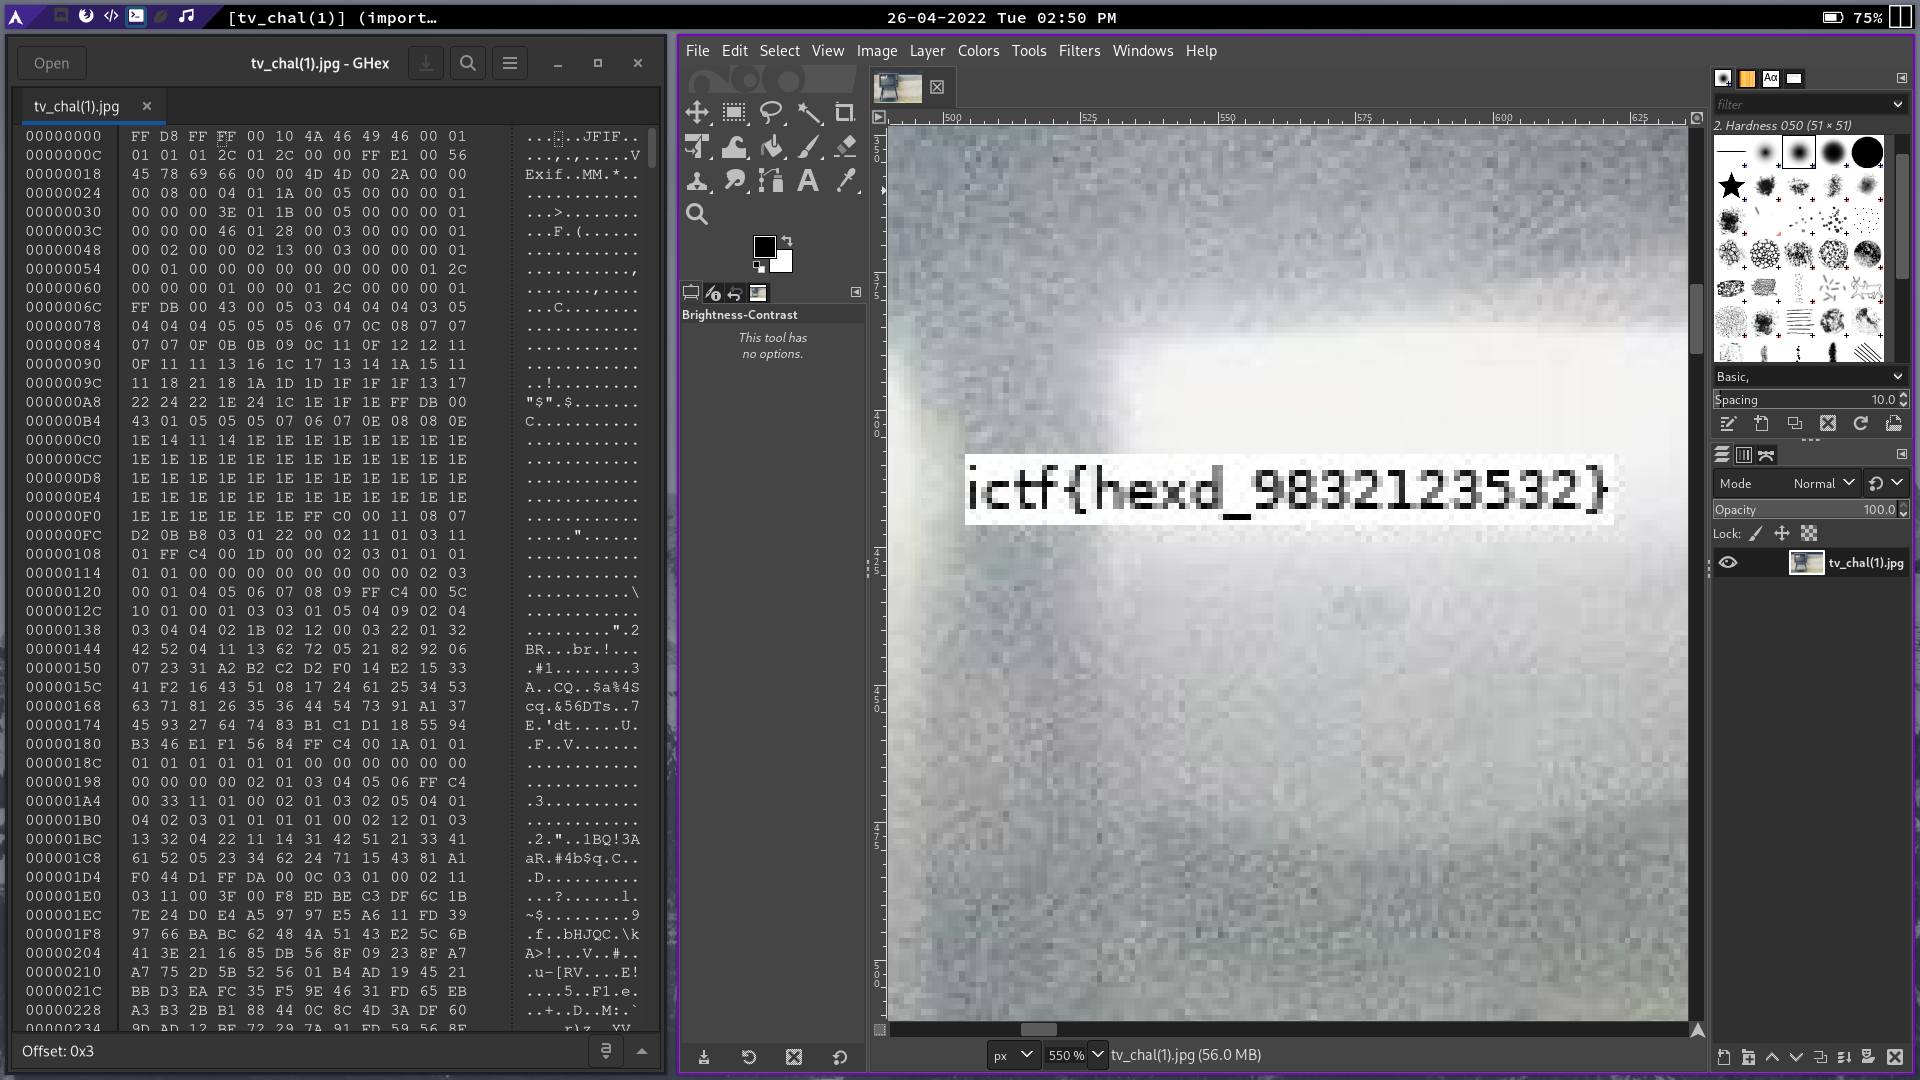 [tv_chal(1)] (import…
26-04-2022 Tue 02:50 PM
75%
Open
tv_chal(1).jpg - GHex
tv_chal(1).jpg
00000000 FF D8 FF FF 00 10 4A 46 49 46 00 01 ......JFIF..
0000000C 01 01 01 2C 01 2C 00 00 FF E1 00 56 ...,.,.....V
00000018 45 78 69 66 00 00 4D 4D 00 2A 00 00 Exif..MM.*..
00000024 00 08 00 04 01 1A 00 05 00 00 00 01 ............
00000030 00 00 00 3E 01 1B 00 05 00 00 00 01 ...>........
0000003C 00 00 00 46 01 28 00 03 00 00 00 01 ...F.(......
00000048 00 02 00 00 02 13 00 03 00 00 00 01 ............
00000054 00 01 00 00 00 00 00 00 00 00 01 2C ...........,
00000060 00 00 00 01 00 00 01 2C 00 00 00 01 .......,....
0000006C FF DB 00 43 00 05 03 04 04 04 03 05 ...C........
00000078 04 04 04 05 05 05 06 07 0C 08 07 07 ............
00000084 07 07 0F 0B 0B 09 0C 11 0F 12 12 11 ............
00000090 0F 11 11 13 16 1C 17 13 14 1A 15 11 ............
0000009C 11 18 21 18 1A 1D 1D 1F 1F 1F 13 17 ..!.........
000000A8 22 24 22 1E 24 1C 1E 1F 1E FF DB 00 "$".$.......
000000B4 43 01 05 05 05 07 06 07 0E 08 08 0E C...........
000000C0 1E 14 11 14 1E 1E 1E 1E 1E 1E 1E 1E ............
000000CC 1E 1E 1E 1E 1E 1E 1E 1E 1E 1E 1E 1E ............
000000D8 1E 1E 1E 1E 1E 1E 1E 1E 1E 1E 1E 1E ............
000000E4 1E 1E 1E 1E 1E 1E 1E 1E 1E 1E 1E 1E ............
000000F0 1E 1E 1E 1E 1E 1E FF C0 00 11 08 07 ............
000000FC D2 0B B8 03 01 22 00 02 11 01 03 11 ....."......
00000108 01 FF C4 00 1D 00 00 02 03 01 01 01 ............
00000114 01 01 00 00 00 00 00 00 00 00 02 03 ............
00000120 00 01 04 05 06 07 08 09 FF C4 00 5C ...........\
0000012C 10 01 00 01 03 03 01 05 04 09 02 04 ............
00000138 03 04 04 02 1B 02 12 00 03 22 01 32 .........".2
00000144 42 52 04 11 13 62 72 05 21 82 92 06 BR...br.!...
00000150 07 23 31 A2 B2 C2 D2 F0 14 E2 15 33 .#1........3
0000015C 41 F2 16 43 51 08 17 24 61 25 34 53 A..CQ..$a%4S
00000168 63 71 81 26 35 36 44 54 73 91 A1 37 cq.&56DTs..7
00000174 45 93 27 64 74 83 B1 C1 D1 18 55 94 E.'dt.....U.
00000180 B3 46 E1 F1 56 84 FF C4 00 1A 01 01 .F..V.......
0000018C 01 01 01 01 01 00 00 00 00 00 00 00 ............
00000198 00 00 00 00 02 01 03 04 05 06 FF C4 ............
000001A4 00 33 11 01 00 02 01 03 02 05 04 01 .3..........
000001B0 04 02 03 01 01 01 01 00 02 12 01 03 ............
000001BC 13 32 04 22 11 14 31 42 51 21 33 41 .2."..1BQ!3A
000001C8 61 52 05 23 34 62 24 71 15 43 81 A1 aR.#4b$q.C..
000001D4 F0 44 D1 FF DA 00 0C 03 01 00 02 11 .D..........
000001E0 03 11 00 3F 00 F8 ED BE C3 DF 6C 1B ...?......l.
000001EC 7E 24 D0 E4 A5 97 97 E5 A6 11 FD 39 ~$.........9
000001F8 97 66 BA BC 62 48 4A 51 43 E2 5C 6B .f..bHJQC.\k
00000204 41 3E 21 16 85 DB 56 8F 09 23 8F A7 A>!...V..#..
00000210 A7 75 2D 5B 52 56 01 B4 AD 19 45 21 .u-[RV....E!
0000021C BB D3 EA FC 35 F5 9E 46 31 FD 65 EB ....5..F1.e.
00000228 A3 B3 2B B1 88 44 0C 8C 4D 3A DF 60 ..+..D..M:.`
00000234 9D AD 12 BE 72 29 7A 91 ED 59 56 8F
Offset: 0x3
File Edit Select View Image Layer Colors Tools Filters Windows Help
Brightness-Contrast
This tool has
no options.
500 525 550 575 600 625
350
375
400
425
450
475
500
ictf{hexd_9832123532}
px 550 % tv_chal(1).jpg (56.0 MB)
filter
2. Hardness 050 (51 × 51)
Basic,
Spacing 10.0
Mode Normal
Opacity 100.0
Lock:
tv_chal(1).jpg